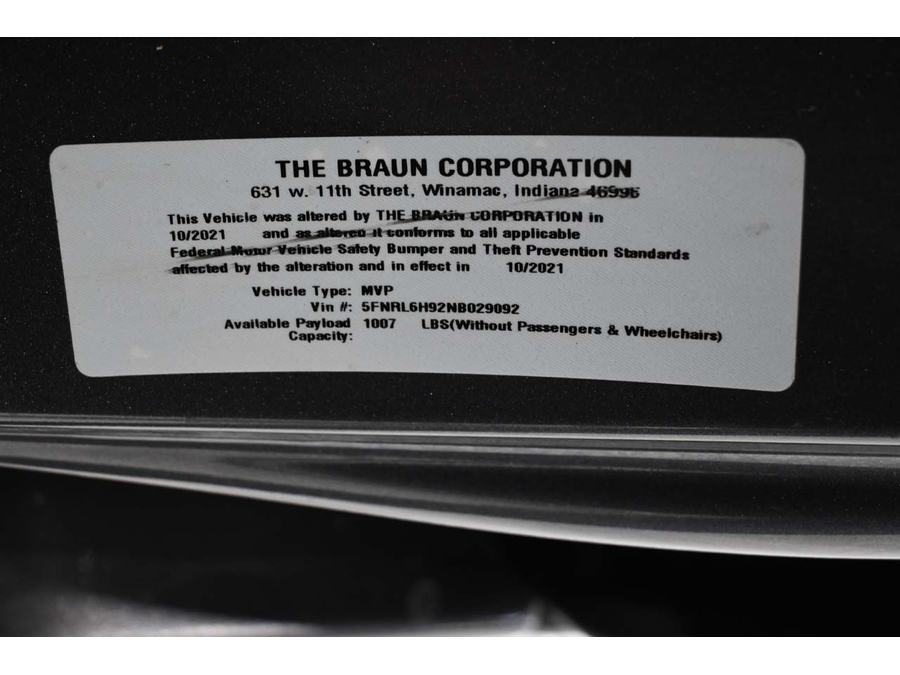 THE BRAUN CORPORATION
631 w. 11th Street, Winamac, Indiana 46996
This Vehicle was altered by THE BRAUN CORPORATION in
10/2021 and as altered it conforms to all applicable
Federal Motor Vehicle Safety Bumper and Theft Prevention Standards
affected by the alteration and in effect in 10/2021
Vehicle Type: MVP
Vin #: 5FNRL6H92NB029092
Available Payload 1007 LBS(Without Passengers & Wheelchairs)
Capacity: